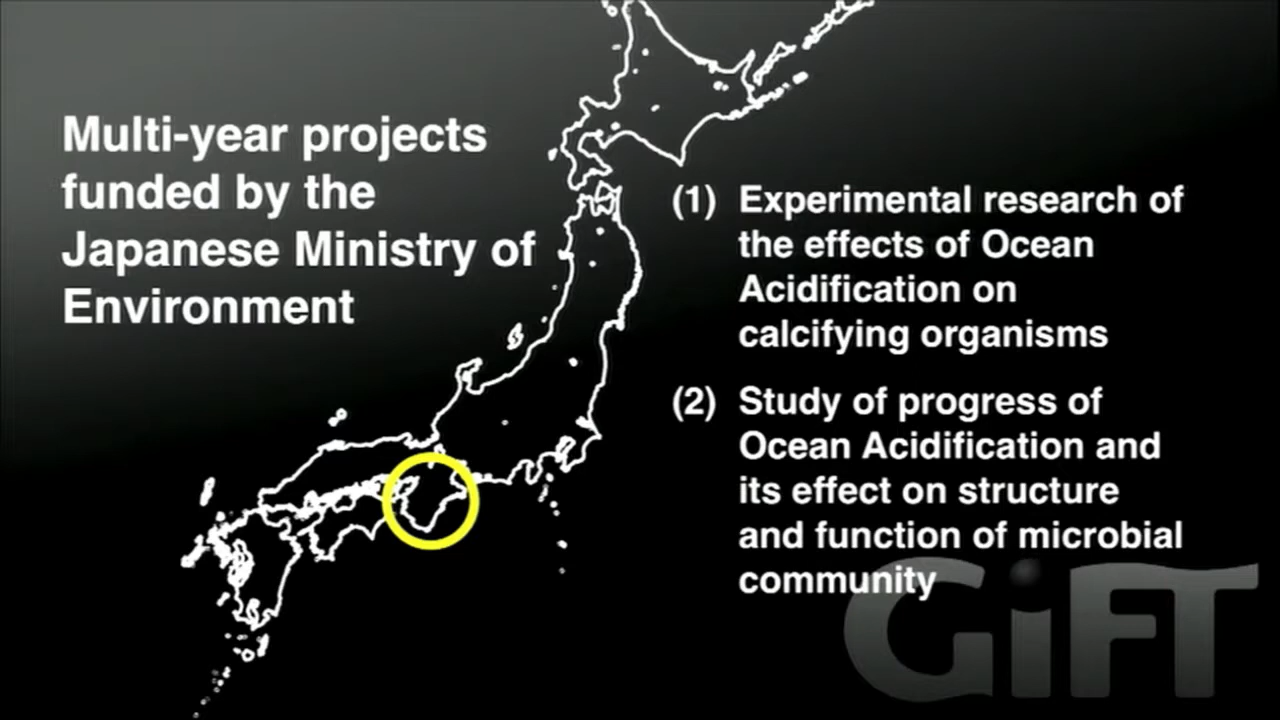 Multi-year projects
funded by the
Japanese Ministry of
Environment
(1) Experimental research of
the effects of Ocean
Acidification on
calcifying organisms
(2) Study of progress of
Ocean Acidification and
its effect on structure
and function of microbial
community
GiFT